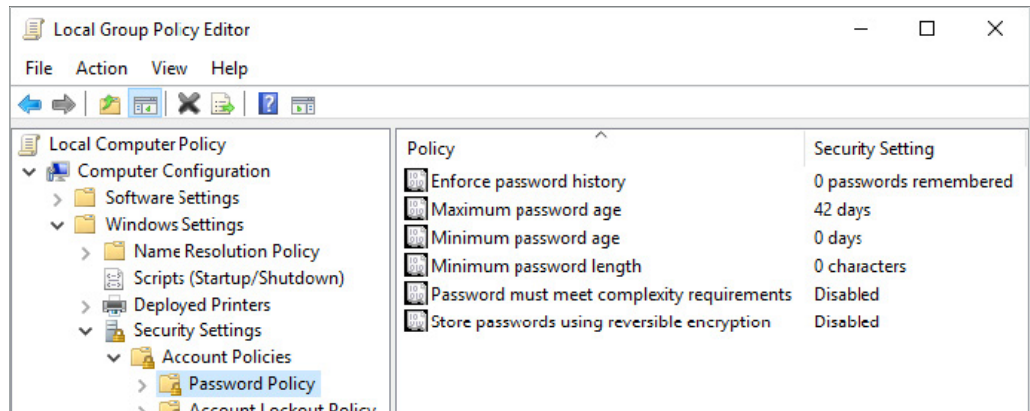 Local Group Policy Editor
File Action View Help
Local Computer Policy
Computer Configuration
Software Settings
Windows Settings
Name Resolution Policy
Scripts (Startup/Shutdown)
Deployed Printers
Security Settings
Account Policies
Password Policy
Account Lockout Policy
Policy Security Setting
Enforce password history 0 passwords remembered
Maximum password age 42 days
Minimum password age 0 days
Minimum password length 0 characters
Password must meet complexity requirements Disabled
Store passwords using reversible encryption Disabled